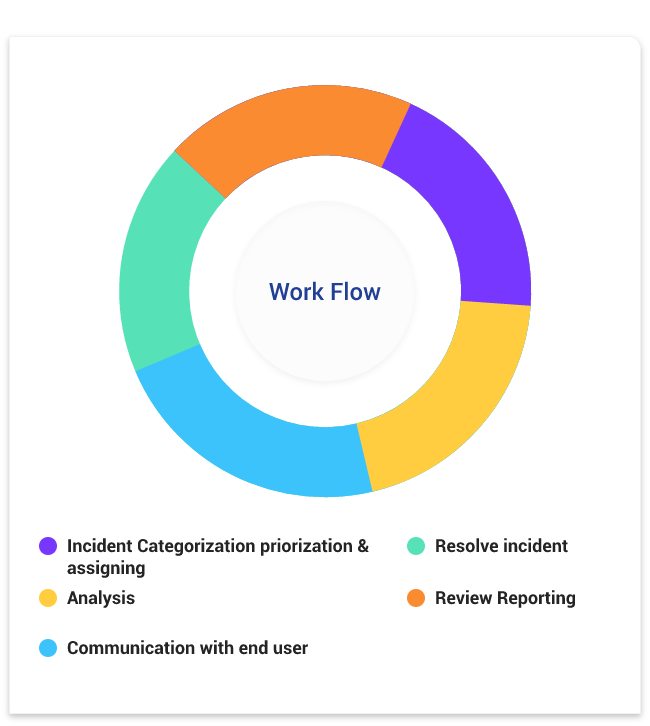 Work Flow
Incident Categorization priorization &
assigning
Resolve incident
Analysis
Review Reporting
Communication with end user